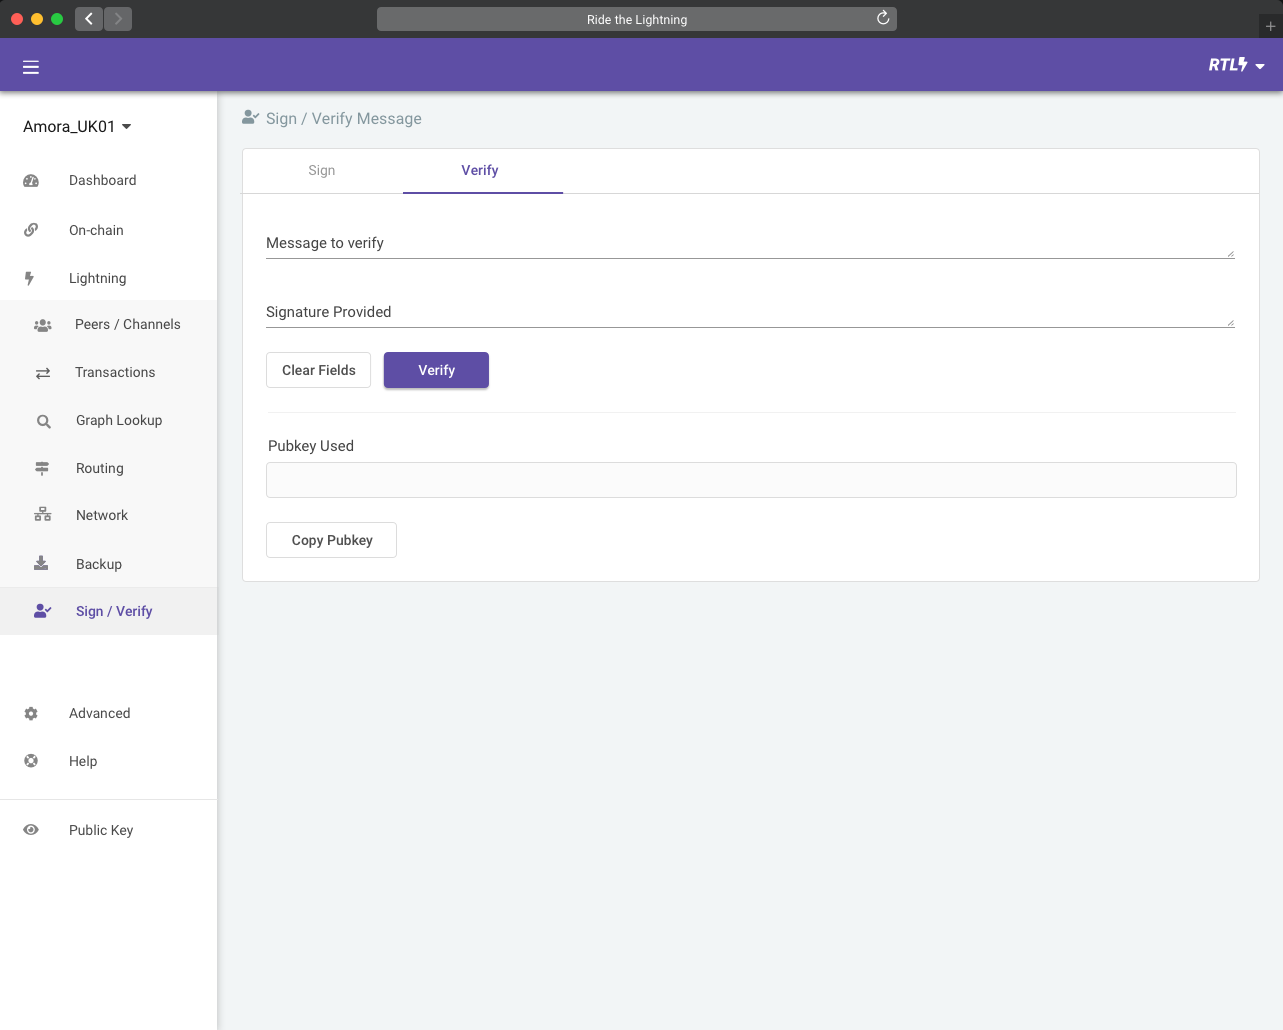 Ride the Lightning
RTL
Amora_UK01
Dashboard
On-chain
Lightning
Peers / Channels
Transactions
Graph Lookup
Routing
Network
Backup
Sign / Verify
Advanced
Help
Public Key
Sign / Verify Message
Sign Verify
Message to verify
Signature Provided
Clear Fields Verify
Pubkey Used
Copy Pubkey